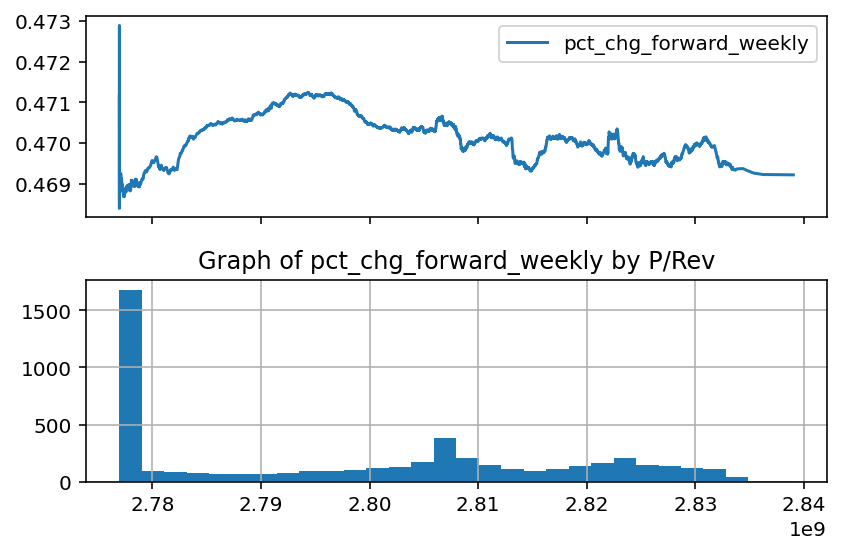 0.473
0.472
0.471
0.470
0.469
pct_chg_forward_weekly
Graph of pct_chg_forward_weekly by P/Rev
1500
1000
500
0
2.78 2.79 2.80 2.81 2.82 2.83 2.84
1e9